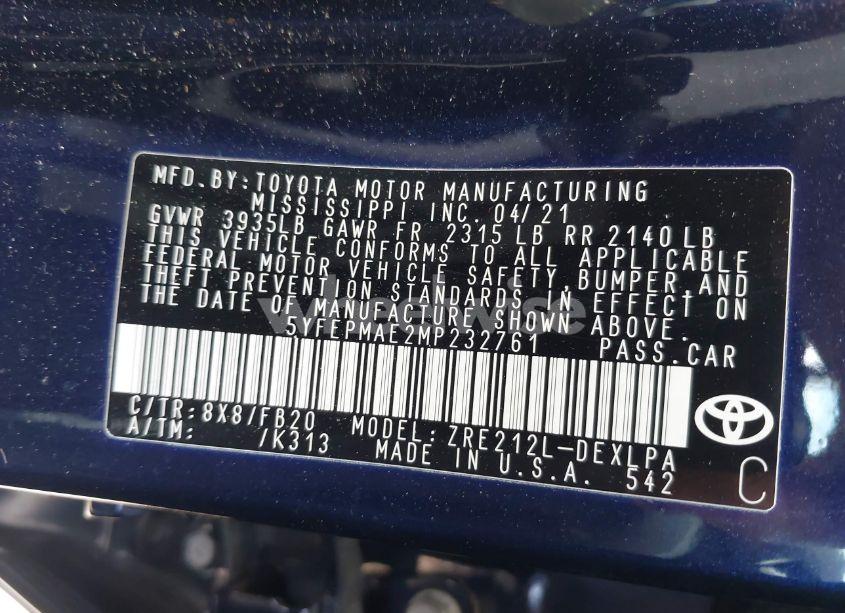 MFD.BY:TOYOTA MOTOR MANUFACTURING
MISSISSIPPI INC. 04/21
GVWR 3935LB GAWR FR 2315 LB RR 2140 LB
THIS VEHICLE CONFORMS TO ALL APPLICABLE
FEDERAL MOTOR VEHICLE SAFETY, BUMPER, AND
THEFT PREVENTION STANDARDS IN EFFECT ON
THE DATE OF MANUFACTURE SHOWN ABOVE.
5YFEPMAE2MP232761 PASS.CAR
C/TR:8X8/FB20 MODEL: ZRE212L-DEXLPA
A/TM: /K313 MADE IN U.S.A. 542
C